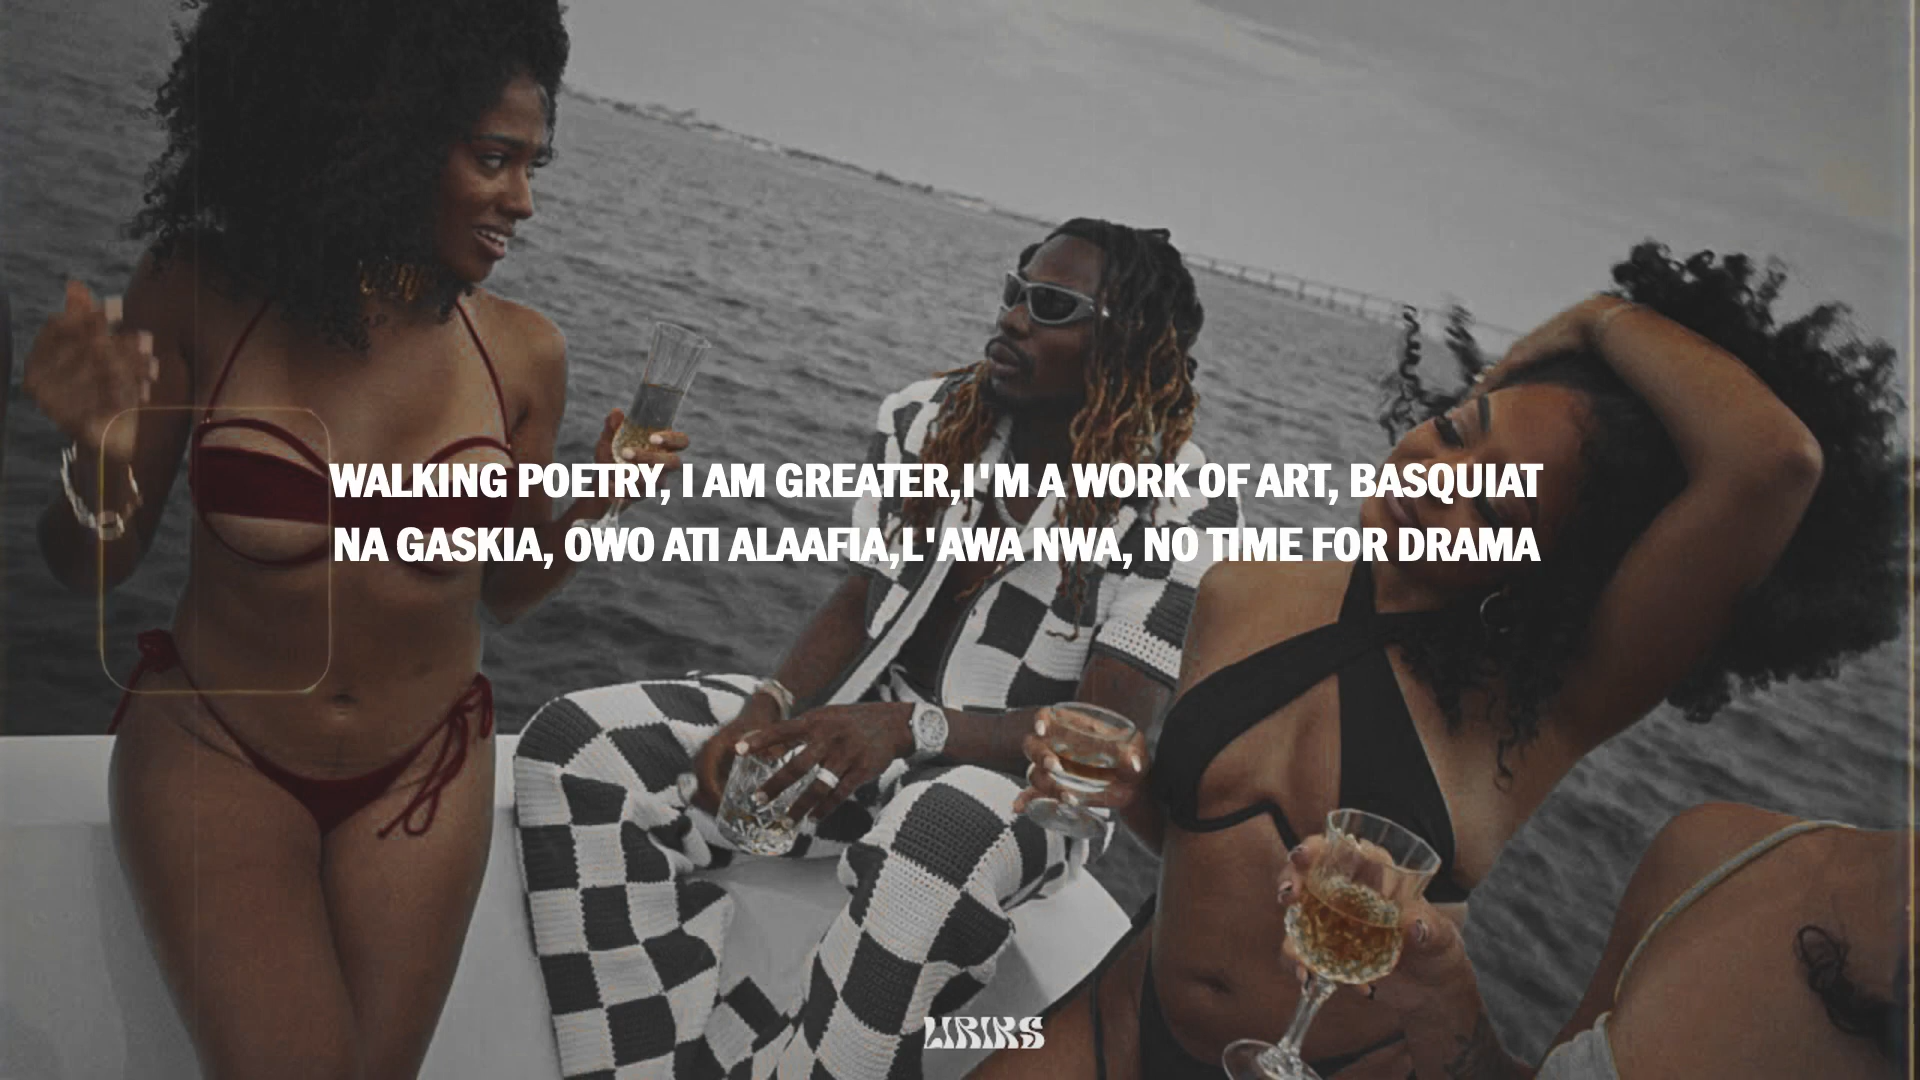 WALKING POETRY, I AM GREATER,I'M A WORK OF ART, BASQUIAT
NA GASKIA, OWO ATI ALAAFIA,L'AWA NWA, NO TIME FOR DRAMA
LIRIKS